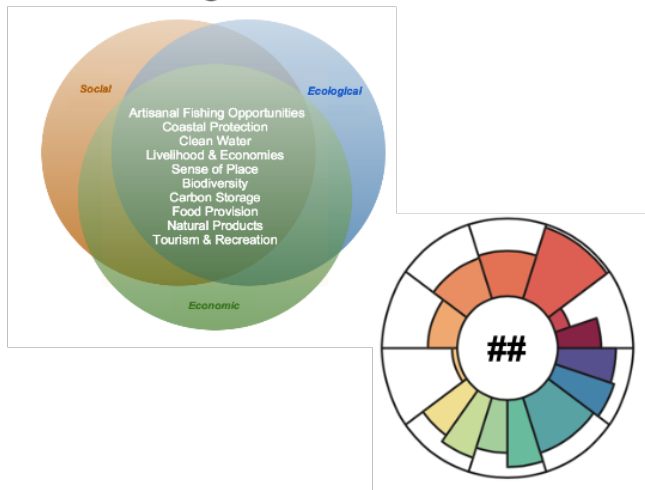 Social
Ecological
Artisanal Fishing Opportunities
Coastal Protection
Clean Water
Livelihood & Economies
Sense of Place
Biodiversity
Carbon Storage
Food Provision
Natural Products
Tourism & Recreation
Economic
##